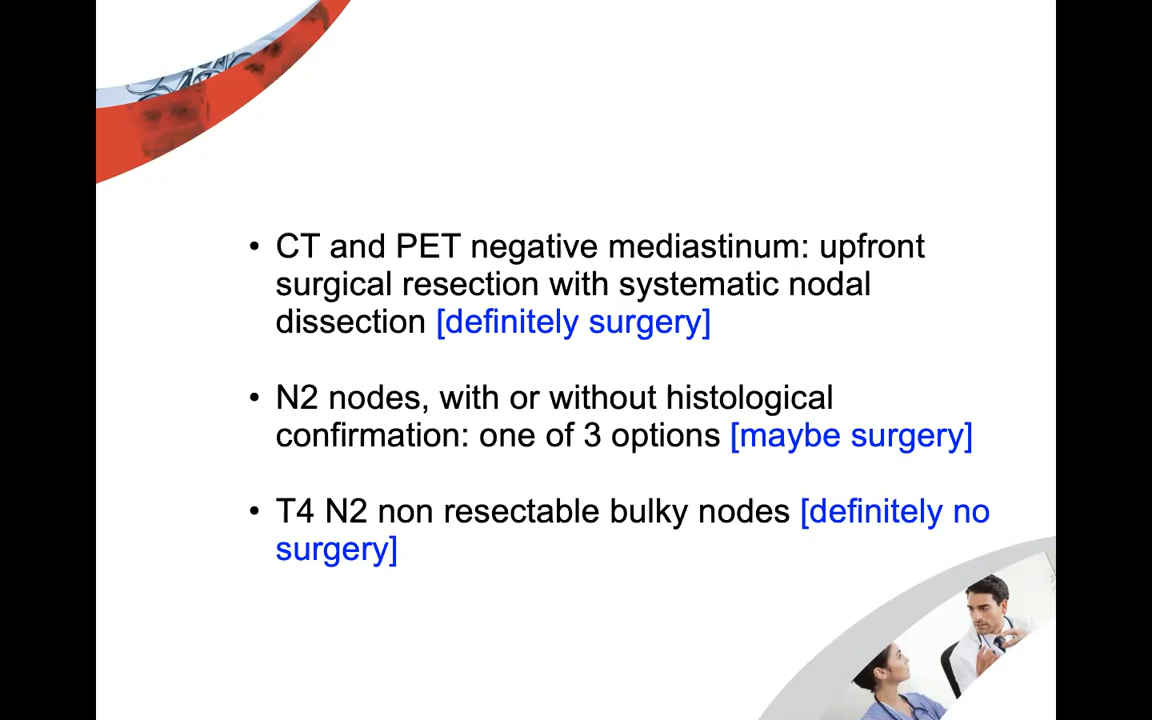 • CT and PET negative mediastinum: upfront
surgical resection with systematic nodal
dissection [definitely surgery]
• N2 nodes, with or without histological
confirmation: one of 3 options [maybe surgery]
• T4 N2 non resectable bulky nodes [definitely no
surgery]